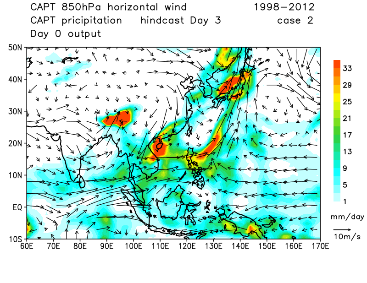 CAPT 850hPa horizontal wind 1998-2012
CAPT pricipitation hindcast Day 3 case 2
Day 0 output
50N
40N
30N
20N
10N
EQ
10S
60E 70E 80E 90E 100E 110E 120E 130E 140E 150E 160E 170E
33
29
25
21
17
13
9
5
1
mm/day
10m/s